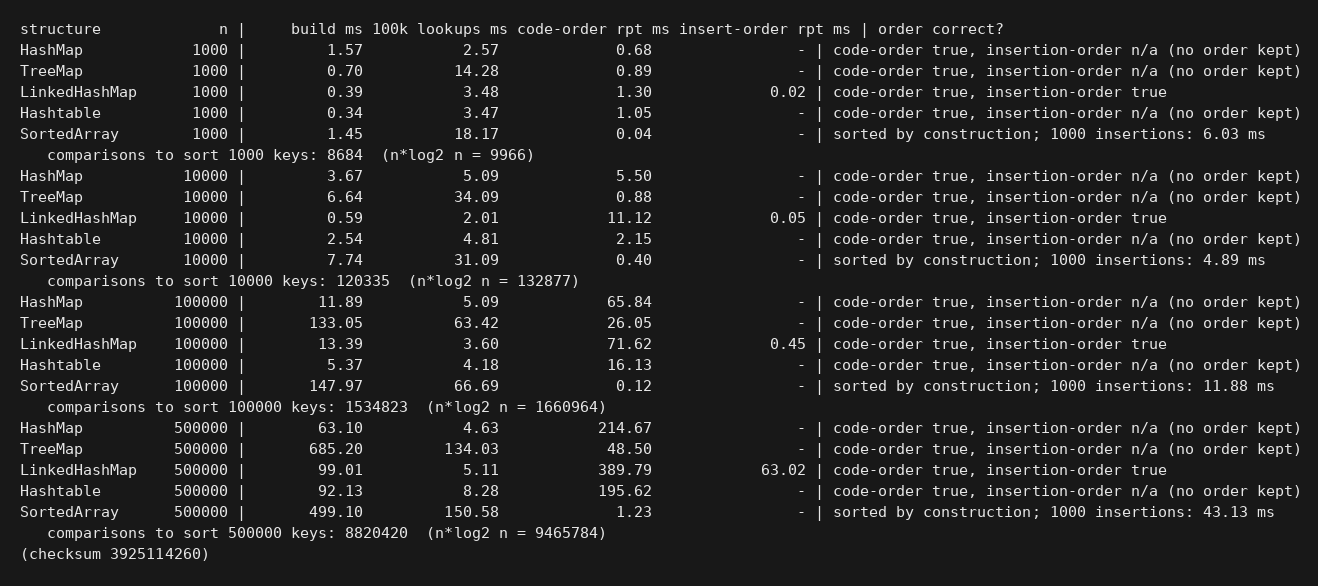 structure             n |     build ms 100k lookups ms code-order rpt ms insert-order rpt ms | order correct?
HashMap            1000 |         1.57           2.57             0.68                - | code-order true, insertion-order n/a (no order kept)
TreeMap            1000 |         0.70          14.28             0.89                - | code-order true, insertion-order n/a (no order kept)
LinkedHashMap      1000 |         0.39           3.48             1.30             0.02 | code-order true, insertion-order true
Hashtable          1000 |         0.34           3.47             1.05                - | code-order true, insertion-order n/a (no order kept)
SortedArray        1000 |         1.45          18.17             0.04                - | sorted by construction; 1000 insertions: 6.03 ms
   comparisons to sort 1000 keys: 8684  (n*log2 n = 9966)
HashMap           10000 |         3.67           5.09             5.50                - | code-order true, insertion-order n/a (no order kept)
TreeMap           10000 |         6.64          34.09             0.88                - | code-order true, insertion-order n/a (no order kept)
LinkedHashMap     10000 |         0.59           2.01            11.12             0.05 | code-order true, insertion-order true
Hashtable         10000 |         2.54           4.81             2.15                - | code-order true, insertion-order n/a (no order kept)
SortedArray       10000 |         7.74          31.09             0.40                - | sorted by construction; 1000 insertions: 4.89 ms
   comparisons to sort 10000 keys: 120335  (n*log2 n = 132877)
HashMap          100000 |        11.89           5.09            65.84                - | code-order true, insertion-order n/a (no order kept)
TreeMap          100000 |       133.05          63.42            26.05                - | code-order true, insertion-order n/a (no order kept)
LinkedHashMap    100000 |        13.39           3.60            71.62             0.45 | code-order true, insertion-order true
Hashtable        100000 |         5.37           4.18            16.13                - | code-order true, insertion-order n/a (no order kept)
SortedArray      100000 |       147.97          66.69             0.12                - | sorted by construction; 1000 insertions: 11.88 ms
   comparisons to sort 100000 keys: 1534823  (n*log2 n = 1660964)
HashMap          500000 |        63.10           4.63           214.67                - | code-order true, insertion-order n/a (no order kept)
TreeMap          500000 |       685.20         134.03            48.50                - | code-order true, insertion-order n/a (no order kept)
LinkedHashMap    500000 |        99.01           5.11           389.79            63.02 | code-order true, insertion-order true
Hashtable        500000 |        92.13           8.28           195.62                - | code-order true, insertion-order n/a (no order kept)
SortedArray      500000 |       499.10         150.58             1.23                - | sorted by construction; 1000 insertions: 43.13 ms
   comparisons to sort 500000 keys: 8820420  (n*log2 n = 9465784)
(checksum 3925114260)